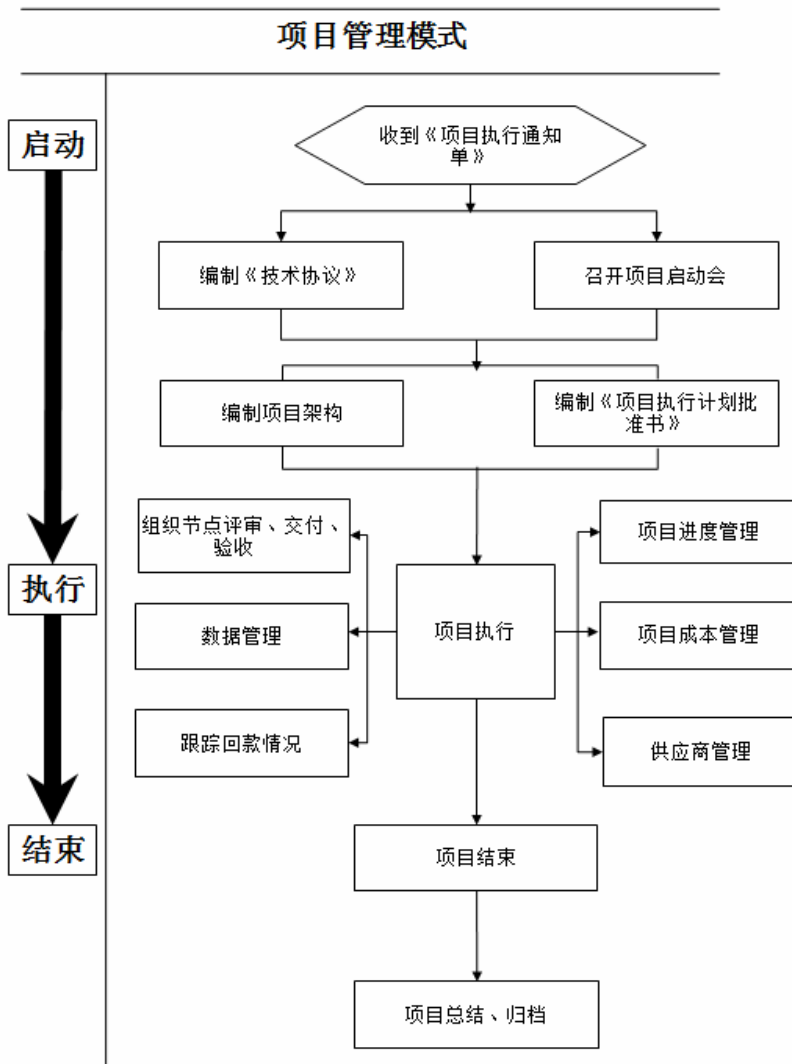 项目管理模式
启动
收到《项目执行通知
单》
编制《技术协议》
召开项目启动会
编制项目架构
编制《项目执行计划批
准书》
组织节点评审、交付、
验收
项目进度管理
执行
数据管理
项目执行
项目成本管理
跟踪回款情况
供应商管理
结束
项目结束
项目总结、归档